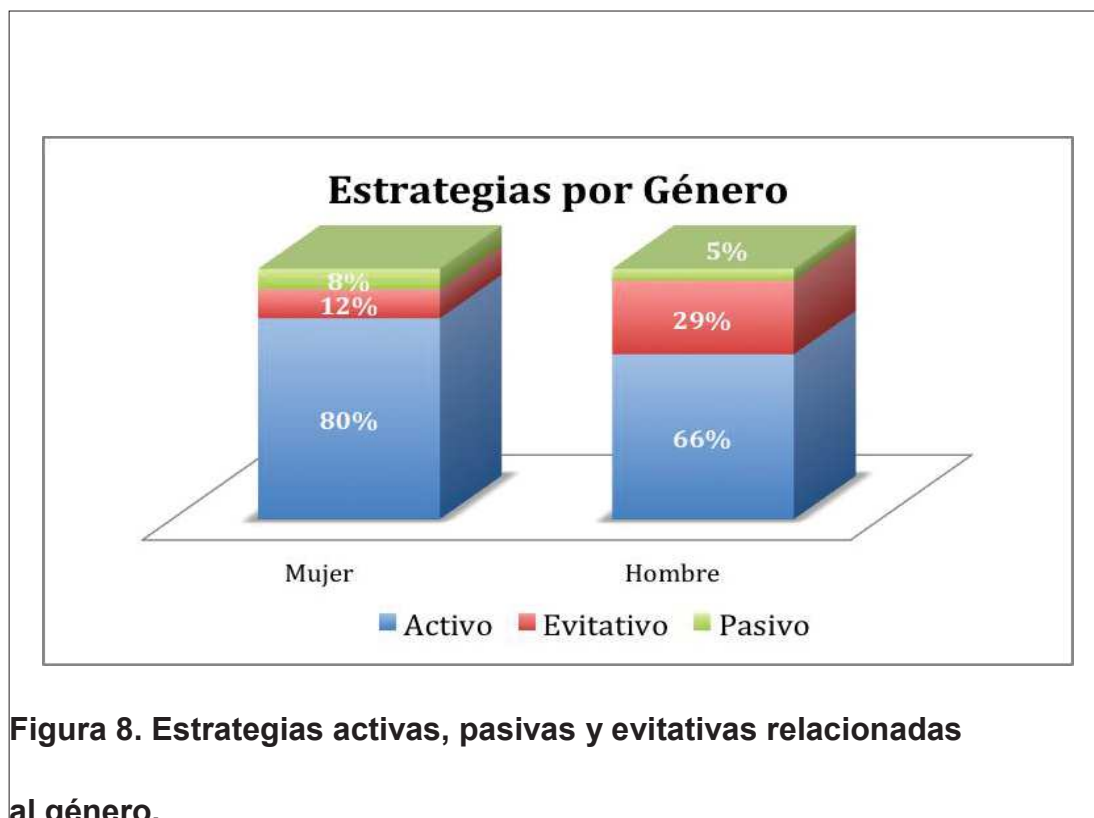 Estrategias por Género
8% 5%
12% 29%
80% 66%
Mujer Hombre
Activo Evitativo Pasivo
Figura 8. Estrategias activas, pasivas y evitativas relacionadas
al género.